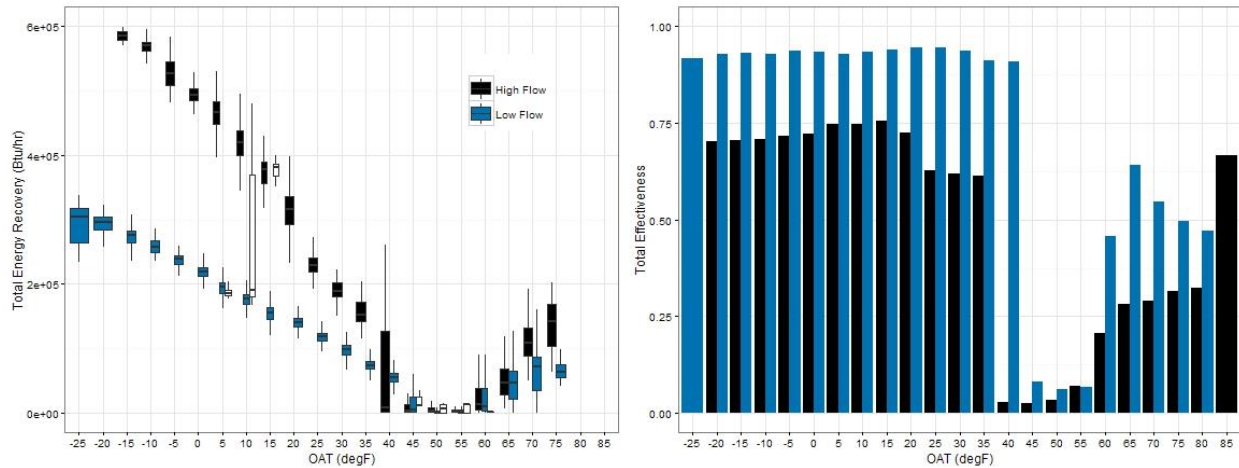 Total Energy Recovery (Btu/hr)
6e+05
4e+05
2e+05
0e+00
High Flow
Low Flow
-25 -20 -15 -10 -5 0 5 10 15 20 25 30 35 40 45 50 55 60 65 70 75 80 85
OAT (degF)
Total Effectiveness
1.00
0.75
0.50
0.25
0.00
-25 -20 -15 -10 -5 0 5 10 15 20 25 30 35 40 45 50 55 60 65 70 75 80 85
OAT (degF)